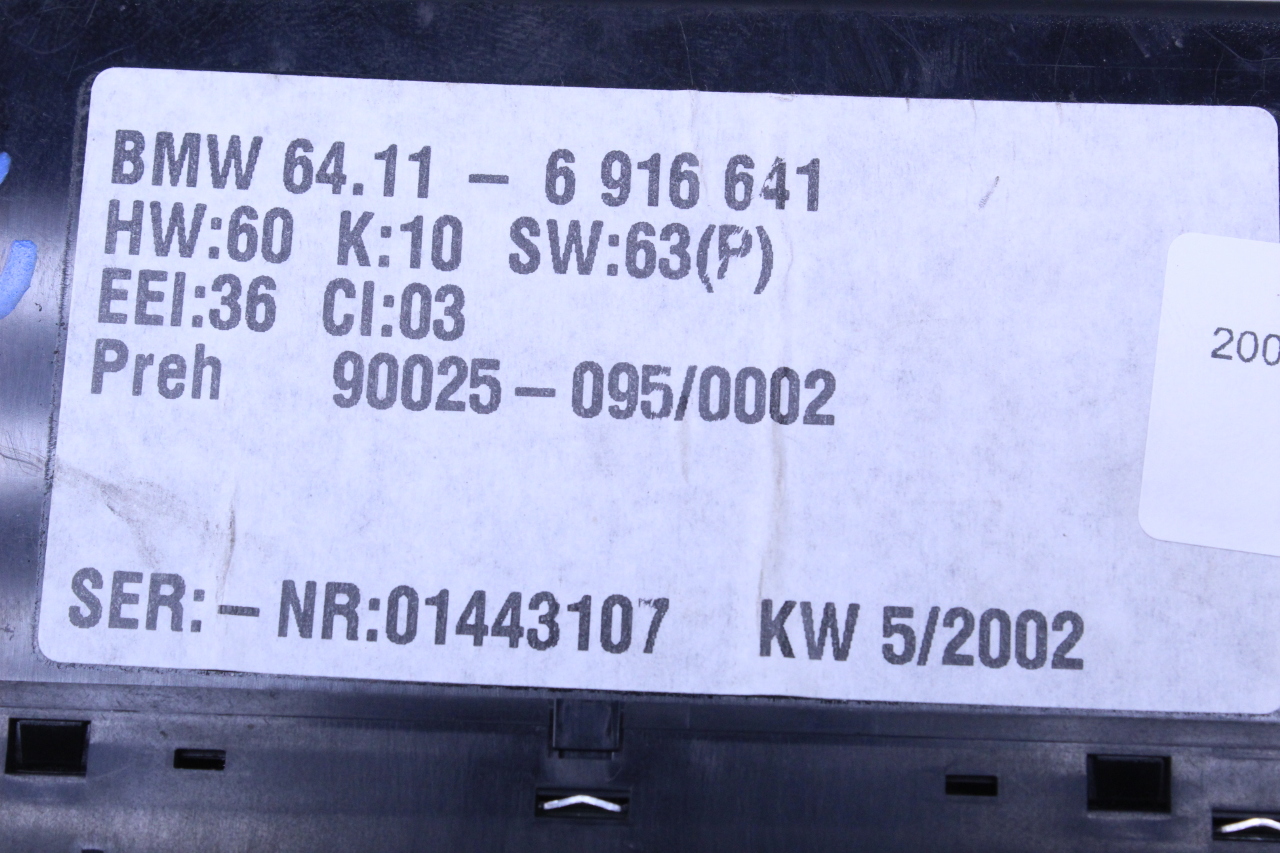 BMW 64.11 – 6 916 641
HW:60 K:10 SW:63(P)
EEI:36 CI:03
Preh 90025–095/0002
SER:–NR:01443107 KW 5/2002
200